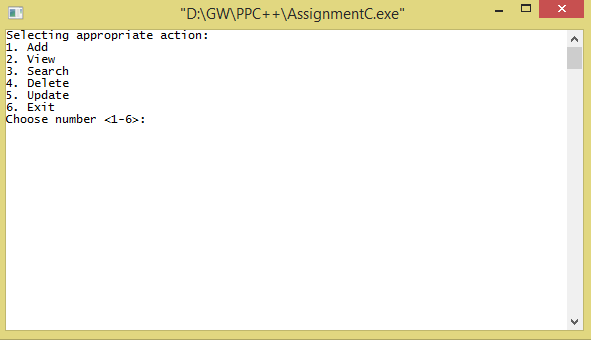 "D:\GW\PPC++\AssignmentC.exe"
Selecting appropriate action:
1. Add
2. View
3. Search
4. Delete
5. Update
6. Exit
Choose number <1-6>: